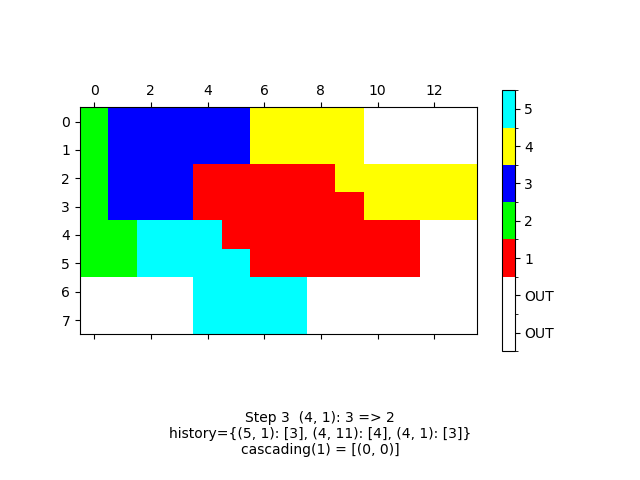 0 2 4 6 8 10 12
0
1
2
3
4
5
6
7
5
4
3
2
1
OUT
OUT
Step 3  (4, 1): 3 => 2
history={(5, 1): [3], (4, 11): [4], (4, 1): [3]}
cascading(1) = [(0, 0)]